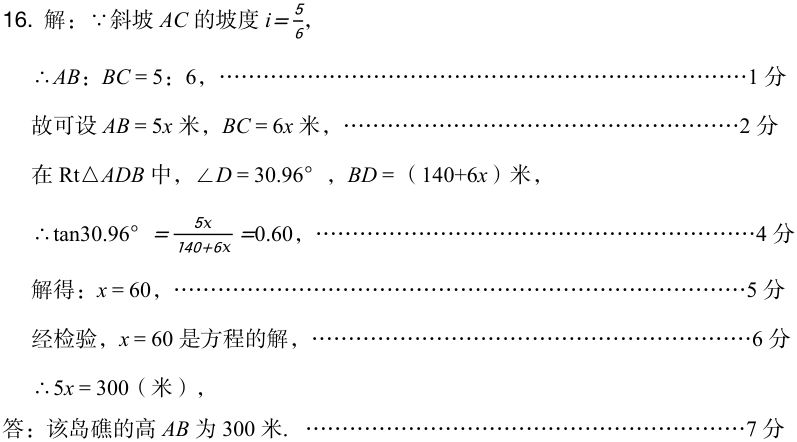 16. 解：∵斜坡 AC 的坡度 i=5/6,
∴AB：BC = 5：6，……………………………………………………………1 分
故可设 AB = 5x 米，BC = 6x 米，………………………………………………2 分
在 Rt△ADB 中，∠D = 30.96°，BD =（140+6x）米，
∴tan30.96° = 5x/(140+6x) =0.60，……………………………………………………4 分
解得：x = 60，……………………………………………………………………5 分
经检验，x = 60 是方程的解，……………………………………………………6 分
∴5x = 300（米），
答：该岛礁的高 AB 为 300 米. ……………………………………………………7 分